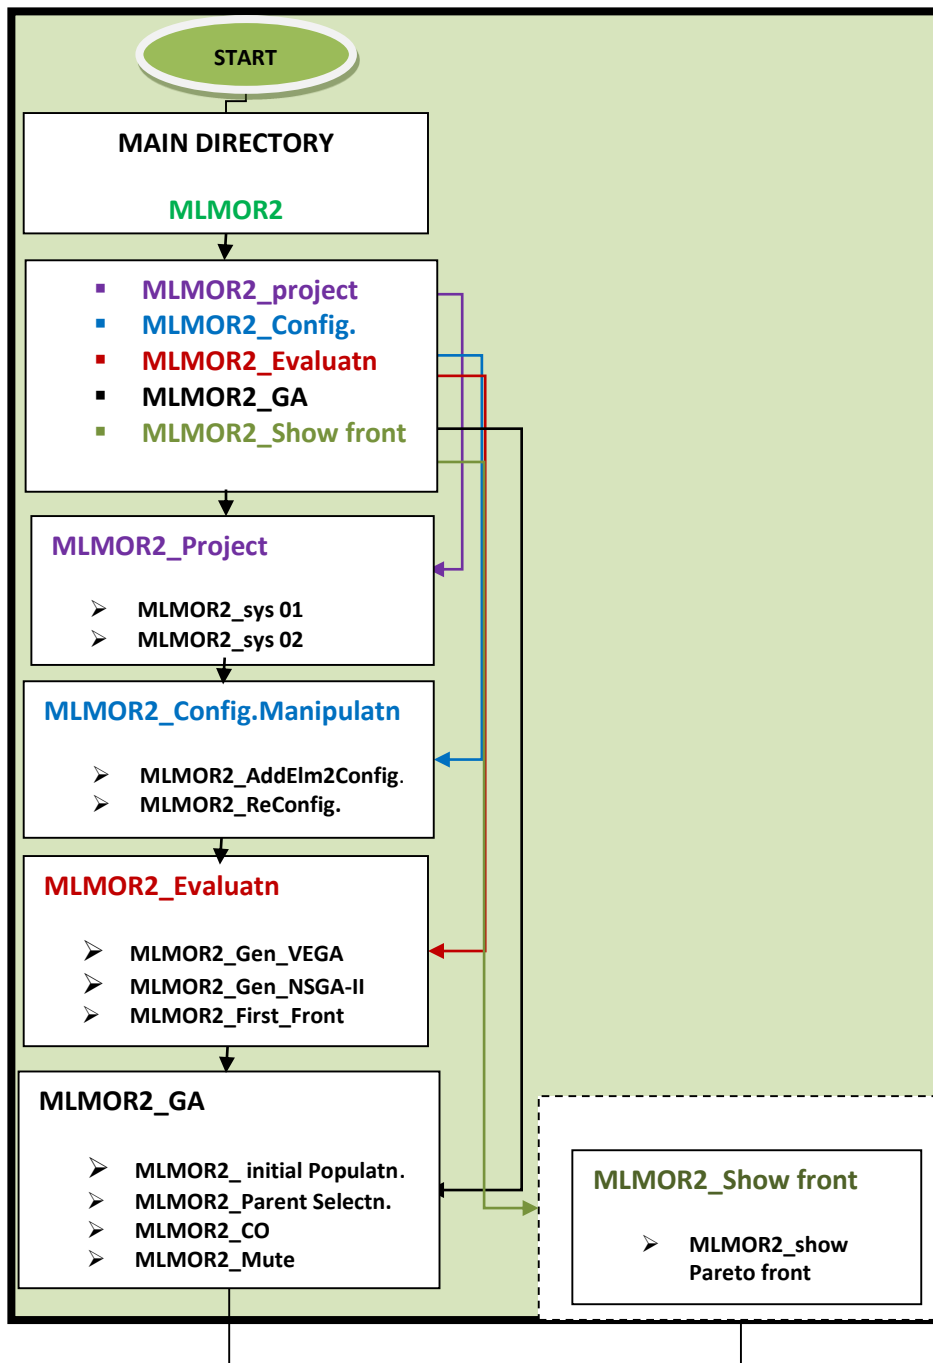 START
MAIN DIRECTORY
MLMOR2
▪ MLMOR2_project
▪ MLMOR2_Config.
▪ MLMOR2_Evaluatn
▪ MLMOR2_GA
▪ MLMOR2_Show front
MLMOR2_Project
➢ MLMOR2_sys 01
➢ MLMOR2_sys 02
MLMOR2_Config.Manipulatn
➢ MLMOR2_AddElm2Config.
➢ MLMOR2_ReConfig.
MLMOR2_Evaluatn
➢ MLMOR2_Gen_VEGA
➢ MLMOR2_Gen_NSGA-II
➢ MLMOR2_First_Front
MLMOR2_GA
➢ MLMOR2_ initial Populatn.
➢ MLMOR2_Parent Selectn.
➢ MLMOR2_CO
➢ MLMOR2_Mute
MLMOR2_Show front
➢ MLMOR2_show
Pareto front